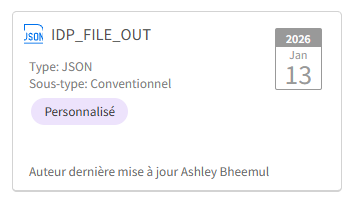 JSON
IDP_FILE_OUT
2026
Jan
13
Type: JSON
Sous-type: Conventionnel
Personnalisé
Auteur dernière mise à jour Ashley Bheemul